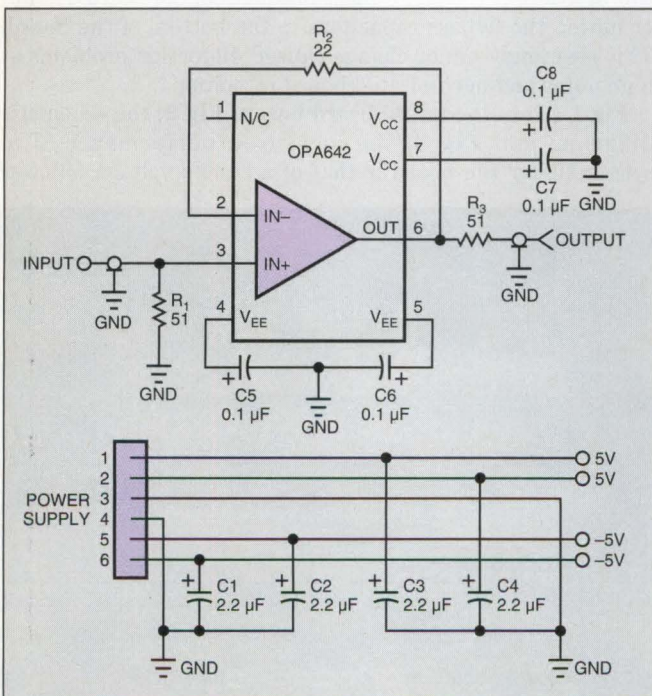 R2
22
1
N/C
8
VCC
C8
0.1 µF
+
OPA642
VCC
7
+
C7
0.1 µF
GND
2
IN–
OUT
6
R3
51
OUTPUT
GND
INPUT
3
IN+
GND
R1
51
GND
4
VEE
VEE
5
+
C5
0.1 µF
GND
C6
0.1 µF
+
POWER
SUPPLY
1
2
3
4
5
6
5V
5V
–5V
–5V
+
C1
2.2 µF
+
C2
2.2 µF
+
C3
2.2 µF
+
C4
2.2 µF
GND
GND